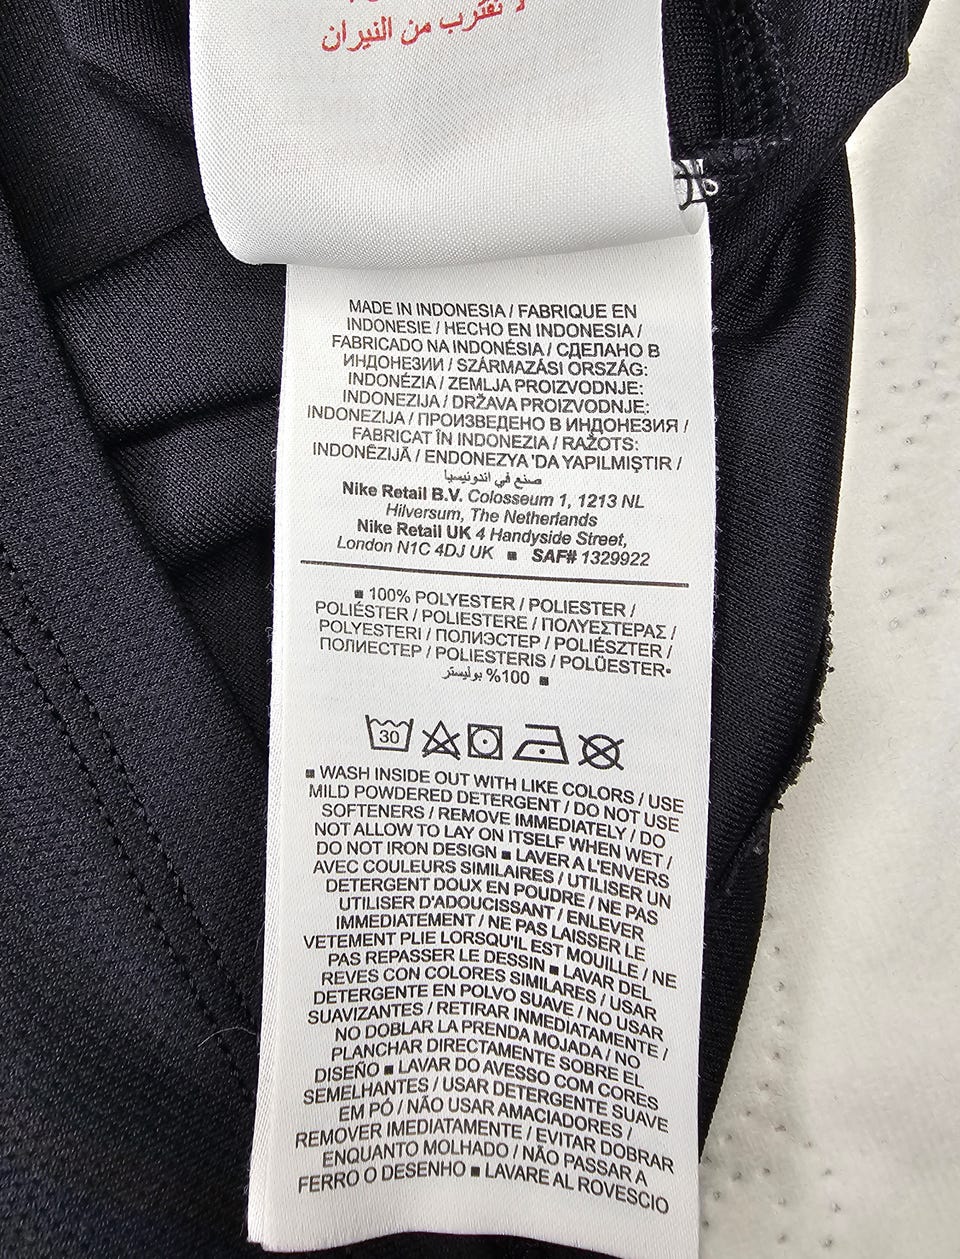 لا تقترب من النيران
MADE IN INDONESIA / FABRIQUE EN
INDONESIE / HECHO EN INDONESIA /
FABRICADO NA INDONÉSIA / СДЕЛАНО В
ИНДОНЕЗИИ / SZÁRMAZÁSI ORSZÁG:
INDONÉZIA / ZEMLJA PROIZVODNJE:
INDONEZIJA / DRŽAVA PROIZVODNJE:
INDONEZIJA / ПРОИЗВЕДЕНО В ИНДОНЕЗИЯ /
FABRICAT ÎN INDONEZIA / RAŽOTS:
INDONĒZIJĀ / ENDONEZYA 'DA YAPILMIŞTIR /
صنع في اندونيسيا
Nike Retail B.V. Colosseum 1, 1213 NL
Hilversum, The Netherlands
Nike Retail UK 4 Handyside Street,
London N1C 4DJ UK ■ SAF# 1329922
■ 100% POLYESTER / POLIESTER /
POLIÉSTER / POLIESTERE / ΠΟΛΥΕΣΤΕΡΑΣ /
POLYESTERI / ПОЛИЭСТЕР / POLIÉSZTER /
ПОЛИЕСТЕР / POLIESTERIS / POLÜESTER•
100% بوليستر ■
30
■ WASH INSIDE OUT WITH LIKE COLORS / USE
MILD POWDERED DETERGENT / DO NOT USE
SOFTENERS / REMOVE IMMEDIATELY / DO
NOT ALLOW TO LAY ON ITSELF WHEN WET /
DO NOT IRON DESIGN ■ LAVER A L'ENVERS
AVEC COULEURS SIMILAIRES / UTILISER UN
DETERGENT DOUX EN POUDRE / NE PAS
UTILISER D'ADOUCISSANT / ENLEVER
IMMEDIATEMENT / NE PAS LAISSER LE
VETEMENT PLIE LORSQU'IL EST MOUILLE / NE
PAS REPASSER LE DESSIN ■ LAVAR DEL
REVES CON COLORES SIMILARES / USAR
DETERGENTE EN POLVO SUAVE / NO USAR
SUAVIZANTES / RETIRAR INMEDIATAMENTE /
NO DOBLAR LA PRENDA MOJADA / NO
PLANCHAR DIRECTAMENTE SOBRE EL
DISEÑO ■ LAVAR DO AVESSO COM CORES
SEMELHANTES / USAR DETERGENTE SUAVE
EM PÓ / NÃO USAR AMACIADORES /
REMOVER IMEDIATAMENTE / EVITAR DOBRAR
ENQUANTO MOLHADO / NÃO PASSAR A
FERRO O DESENHO ■ LAVARE AL ROVESCIO